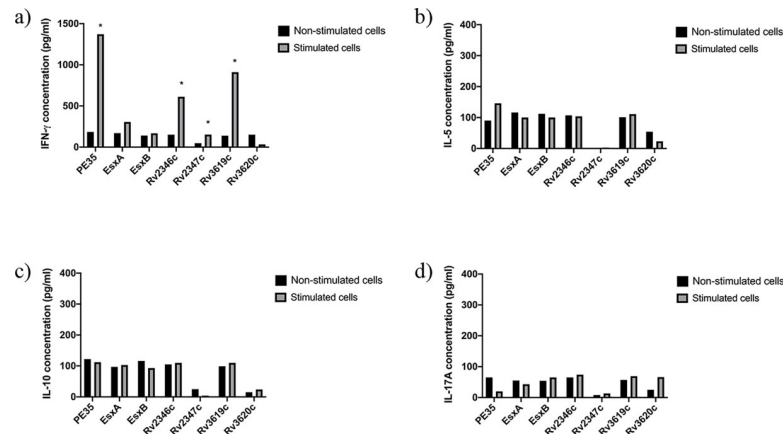 a)
IFN-γ concentration (pg/ml)
1500
1000
500
0
*
*
*
*
PE35
EsxA
EsxB
Rv2346c
Rv2347c
Rv3619c
Rv3620c
Non-stimulated cells
Stimulated cells
b)
IL-5 concentration (pg/ml)
400
300
200
100
0
PE35
EsxA
EsxB
Rv2346c
Rv2347c
Rv3619c
Rv3620c
Non-stimulated cells
Stimulated cells
c)
IL-10 concentration (pg/ml)
400
300
200
100
0
PE35
EsxA
EsxB
Rv2346c
Rv2347c
Rv3619c
Rv3620c
Non-stimulated cells
Stimulated cells
d)
IL-17A concentration (pg/ml)
400
300
200
100
0
PE35
EsxA
EsxB
Rv2346c
Rv2347c
Rv3619c
Rv3620c
Non-stimulated cells
Stimulated cells